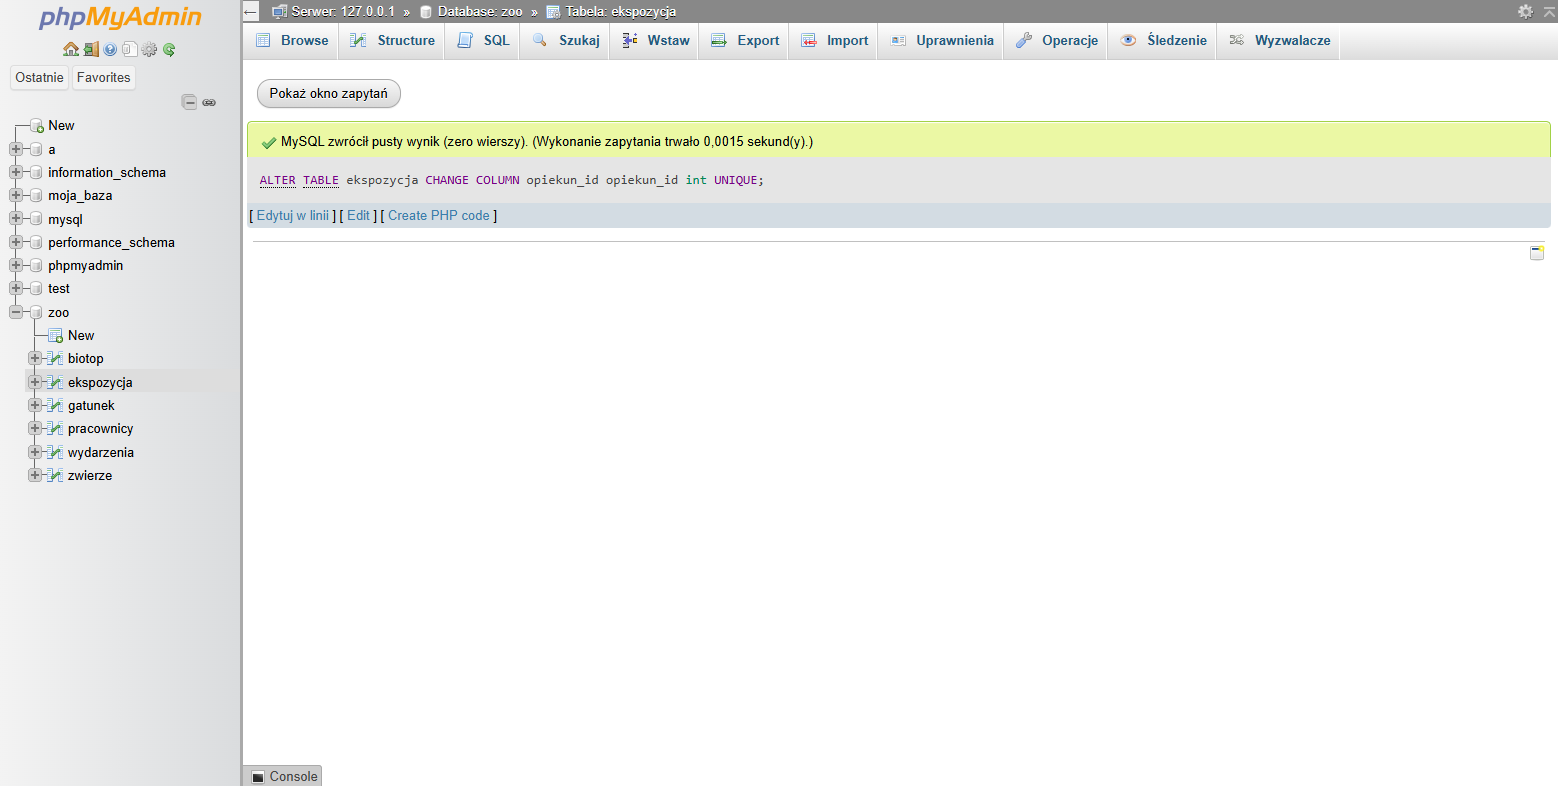 phpMyAdmin
Ostatnie Favorites
New
a
information_schema
moja_baza
mysql
performance_schema
phpmyadmin
test
zoo
New
biotop
ekspozycja
gatunek
pracownicy
wydarzenia
zwierze
← Serwer: 127.0.0.1 » Database: zoo » Tabela: ekspozycja
Browse Structure SQL Szukaj Wstaw Export Import Uprawnienia Operacje Śledzenie Wyzwalacze
Pokaż okno zapytań
MySQL zwrócił pusty wynik (zero wierszy). (Wykonanie zapytania trwało 0,0015 sekund(y).)
ALTER TABLE ekspozycja CHANGE COLUMN opiekun_id opiekun_id int UNIQUE;
[ Edytuj w linii ] [ Edit ] [ Create PHP code ]
Console